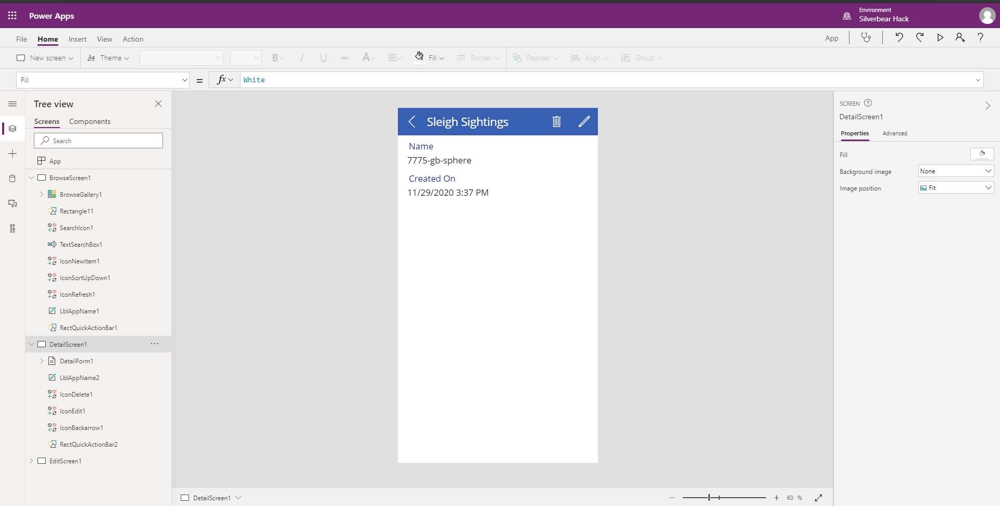 Power Apps
Environment
Silverbear Hack
File Home Insert View Action
App
New screen
Theme
B
/
U
abc
A
Fill
Border
Reorder
Align
Group
Fill
=
fx
White
Tree view
Screens Components
Search
App
BrowseScreen1
BrowseGallery1
Rectangle11
SearchIcon1
TextSearchBox1
IconNewItem1
IconSortUpDown1
IconRefresh1
LblAppName1
RectQuickActionBar1
DetailScreen1
DetailForm1
LblAppName2
IconDelete1
IconEdit1
IconBackarrow1
RectQuickActionBar2
EditScreen1
Sleigh Sightings
Name
7775-gb-sphere
Created On
11/29/2020 3:37 PM
SCREEN
DetailScreen1
Properties Advanced
Fill
Background image None
Image position Fit
DetailScreen1
60 %